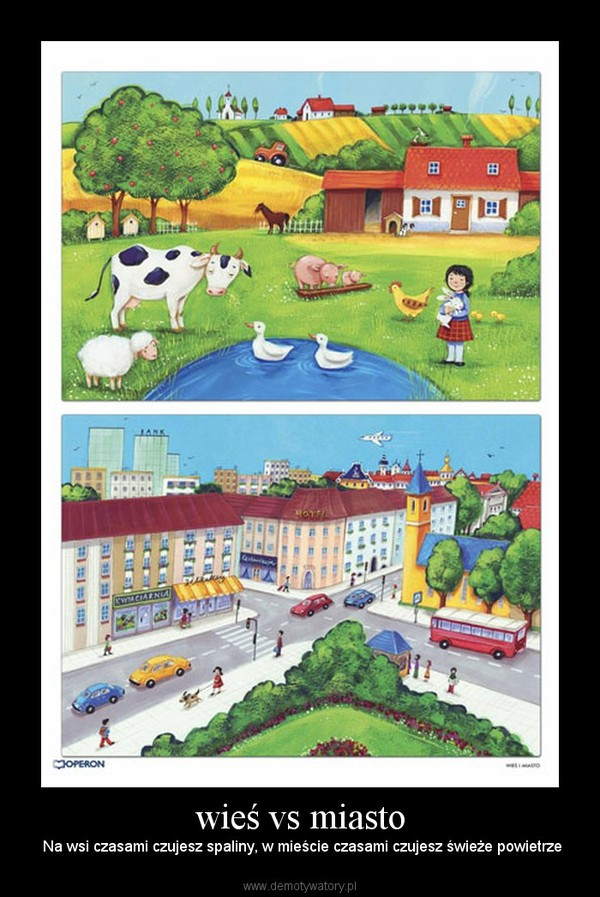 BANK
HOTEL
KWIACIARNIA
OPERON
WIEŚ I MIASTO
wieś vs miasto
Na wsi czasami czujesz spaliny, w mieście czasami czujesz świeże powietrze
www.demotywatory.pl